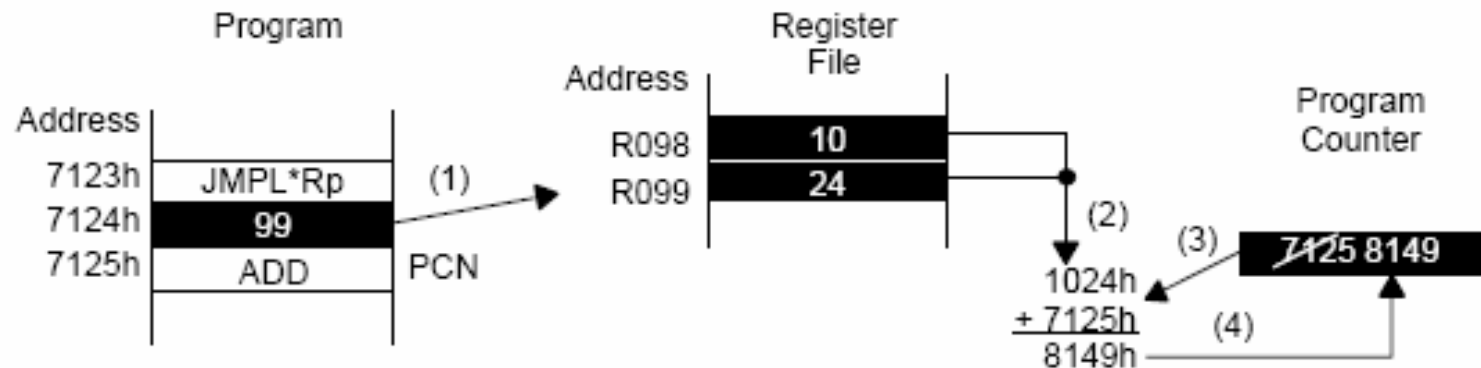 Program
Address
7123h JMPL*Rp
7124h 99
7125h ADD PCN
(1)
Register
File
Address
R098 10
R099 24
(2)
1024h
+ 7125h
8149h
(3)
(4)
Program
Counter
7125 8149